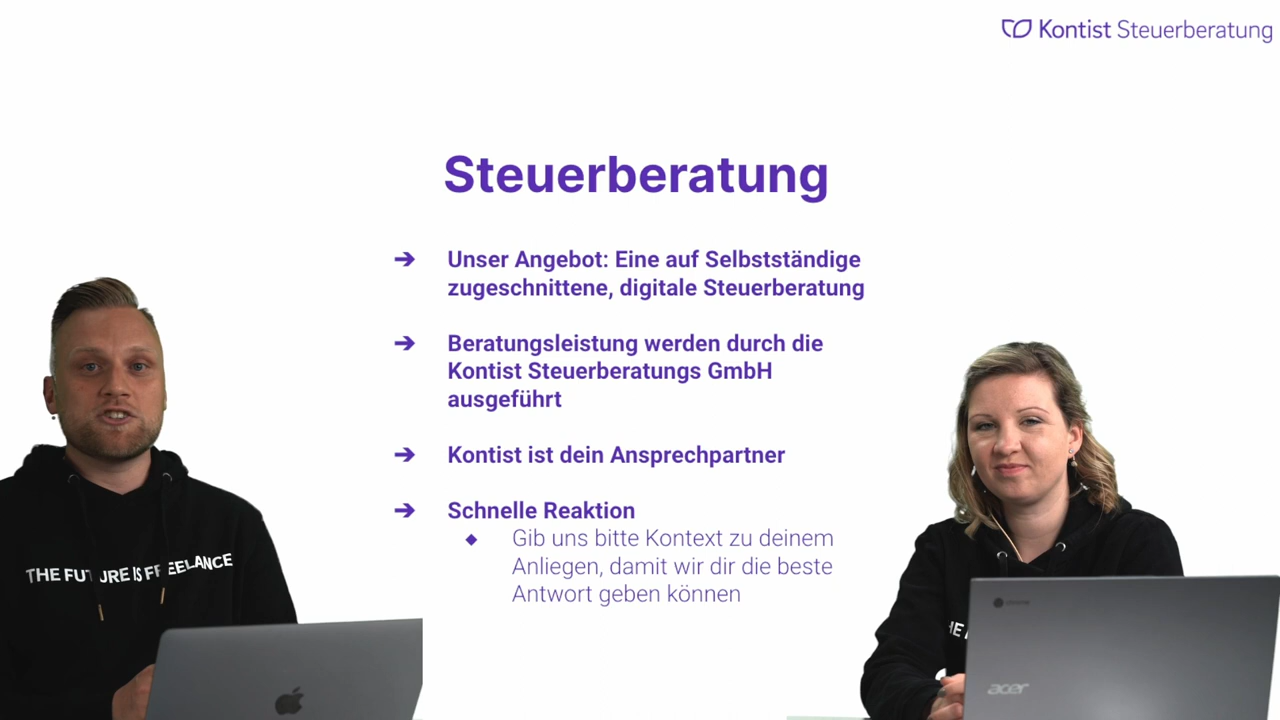 Kontist Steuerberatung
Steuerberatung
➔ Unser Angebot: Eine auf Selbstständige
zugeschnittene, digitale Steuerberatung
➔ Beratungsleistung werden durch die
Kontist Steuerberatungs GmbH
ausgeführt
➔ Kontist ist dein Ansprechpartner
➔ Schnelle Reaktion
◆ Gib uns bitte Kontext zu deinem
Anliegen, damit wir dir die beste
Antwort geben können
THE FUTURE IS FREELANCE
acer